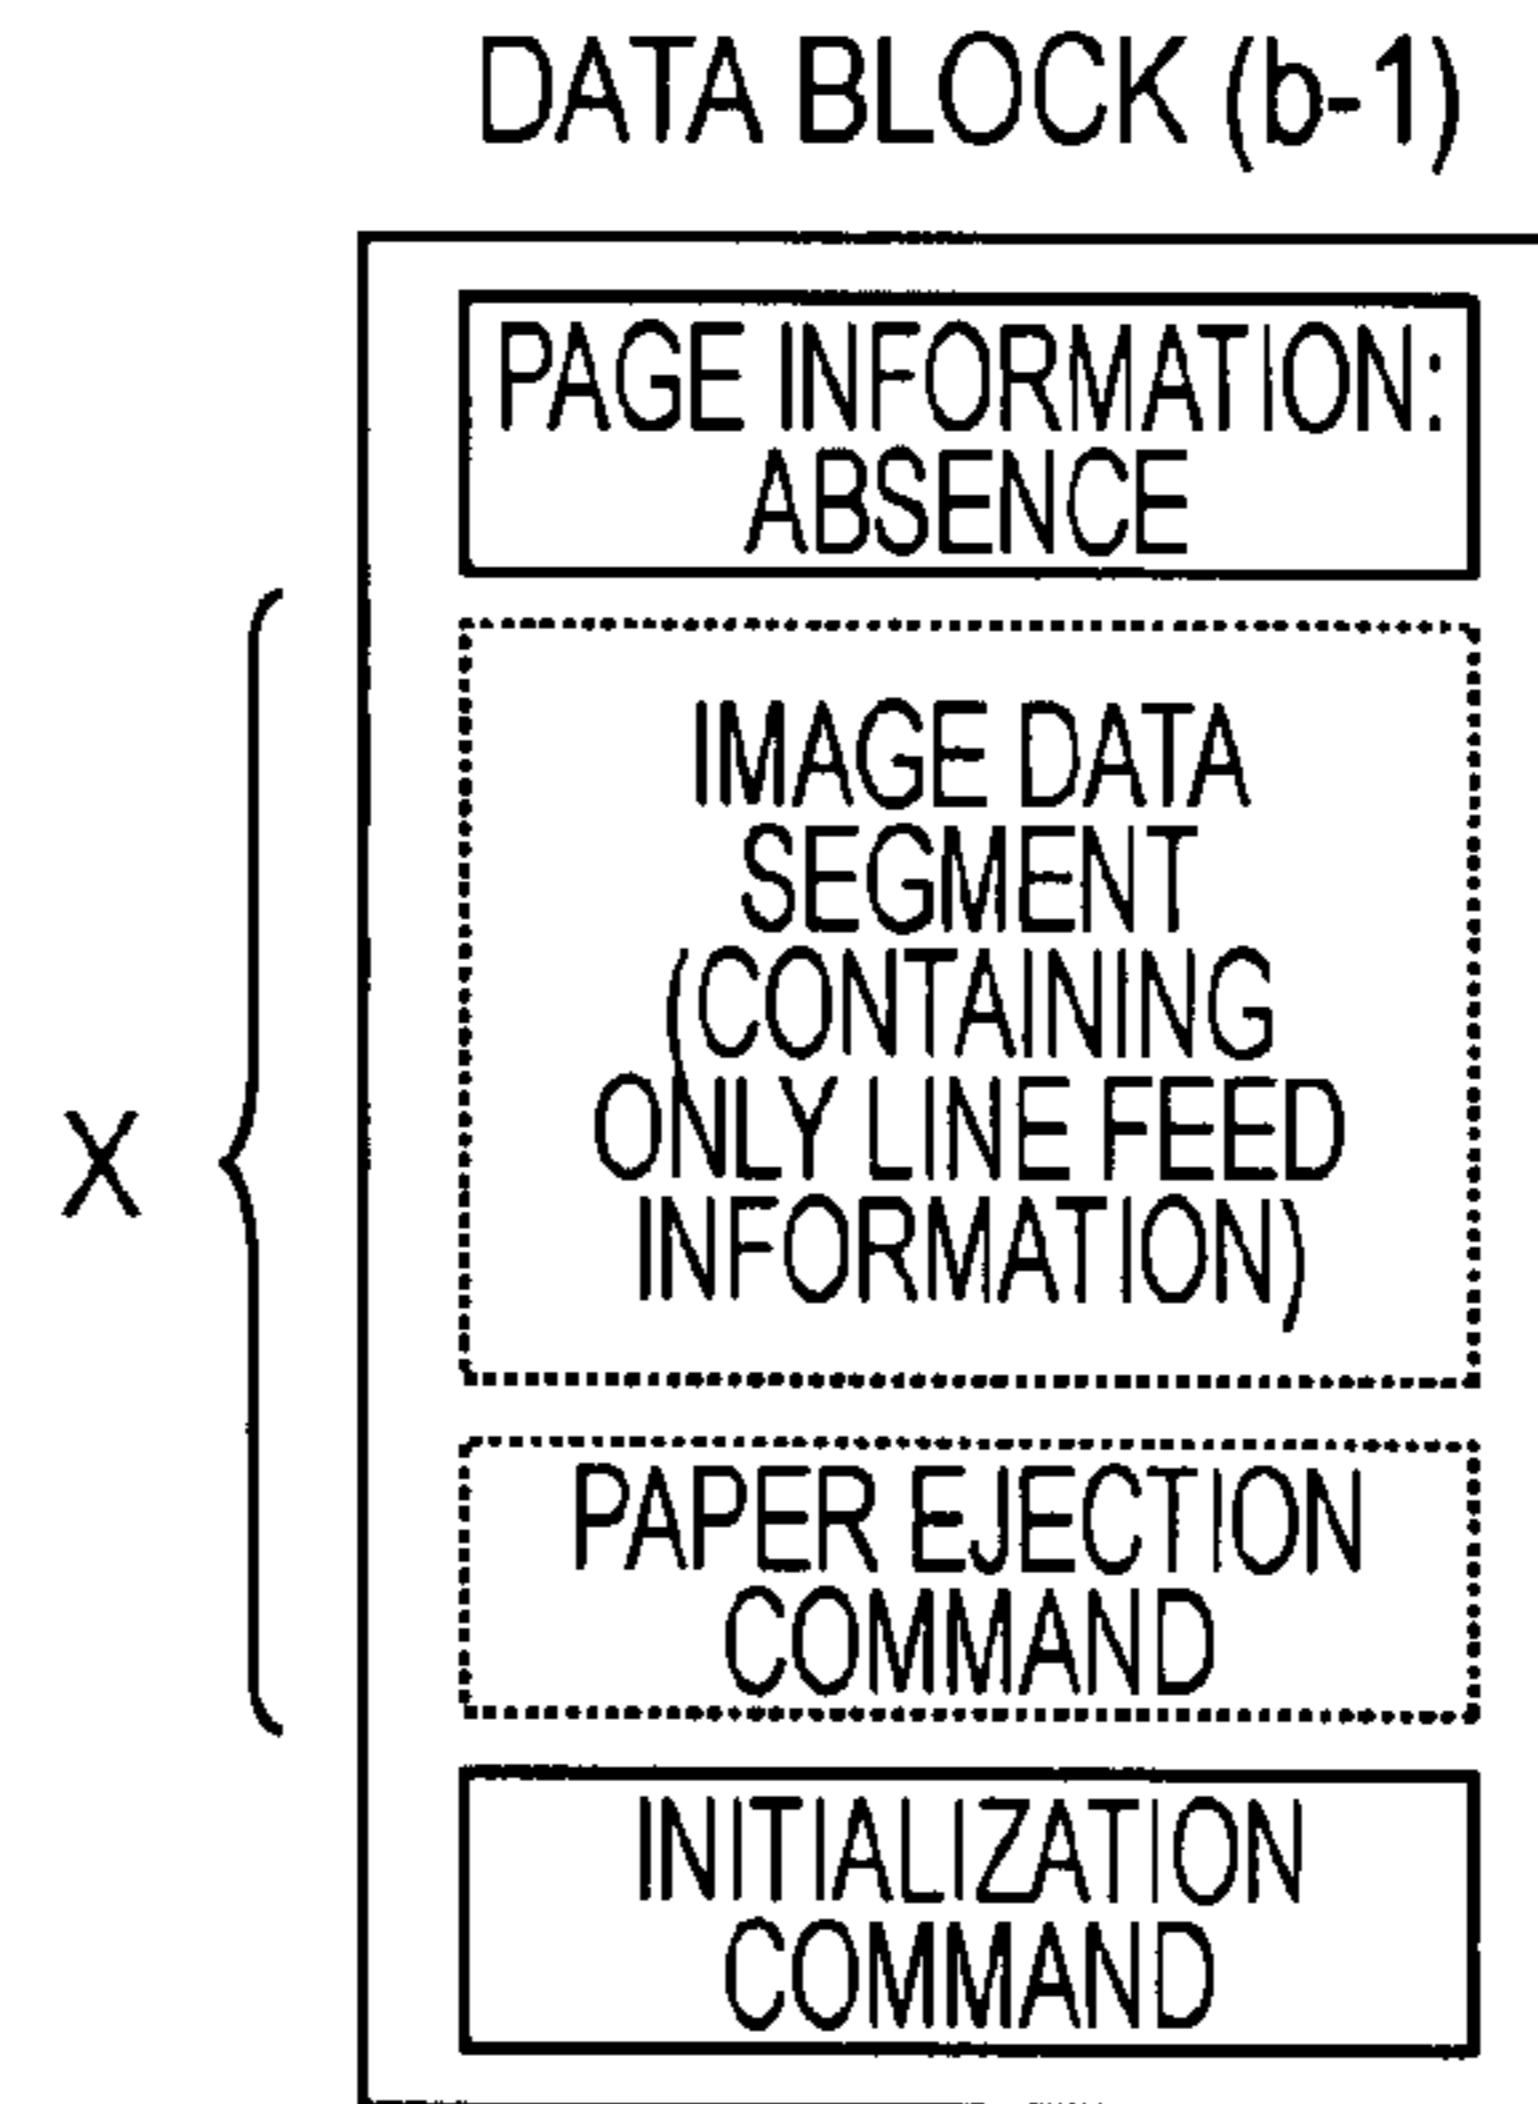 DATA BLOCK (b-1)
PAGE INFORMATION:
ABSENCE
IMAGE DATA
SEGMENT
(CONTAINING
ONLY LINE FEED
INFORMATION)
X
PAPER EJECTION
COMMAND
INITIALIZATION
COMMAND